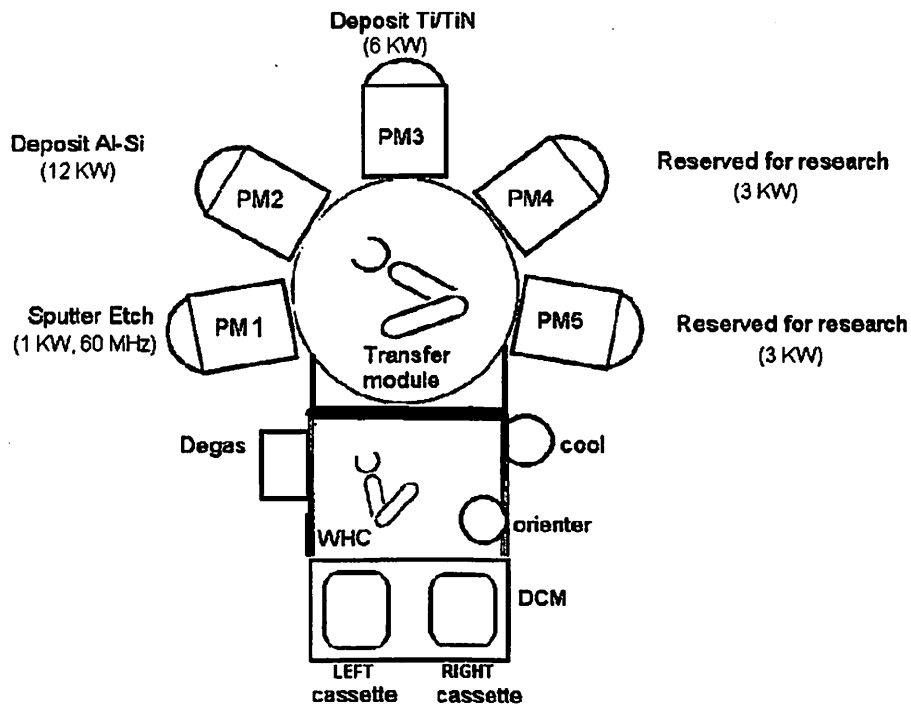 Deposit Ti/TiN
(6 KW)
PM3
Deposit Al-Si
(12 KW)
PM2
PM4
Reserved for research
(3 KW)
Sputter Etch
(1 KW, 60 MHz)
PM1
PM5
Reserved for research
(3 KW)
Transfer
module
Degas
cool
WHC
orienter
DCM
LEFT
cassette
RIGHT
cassette